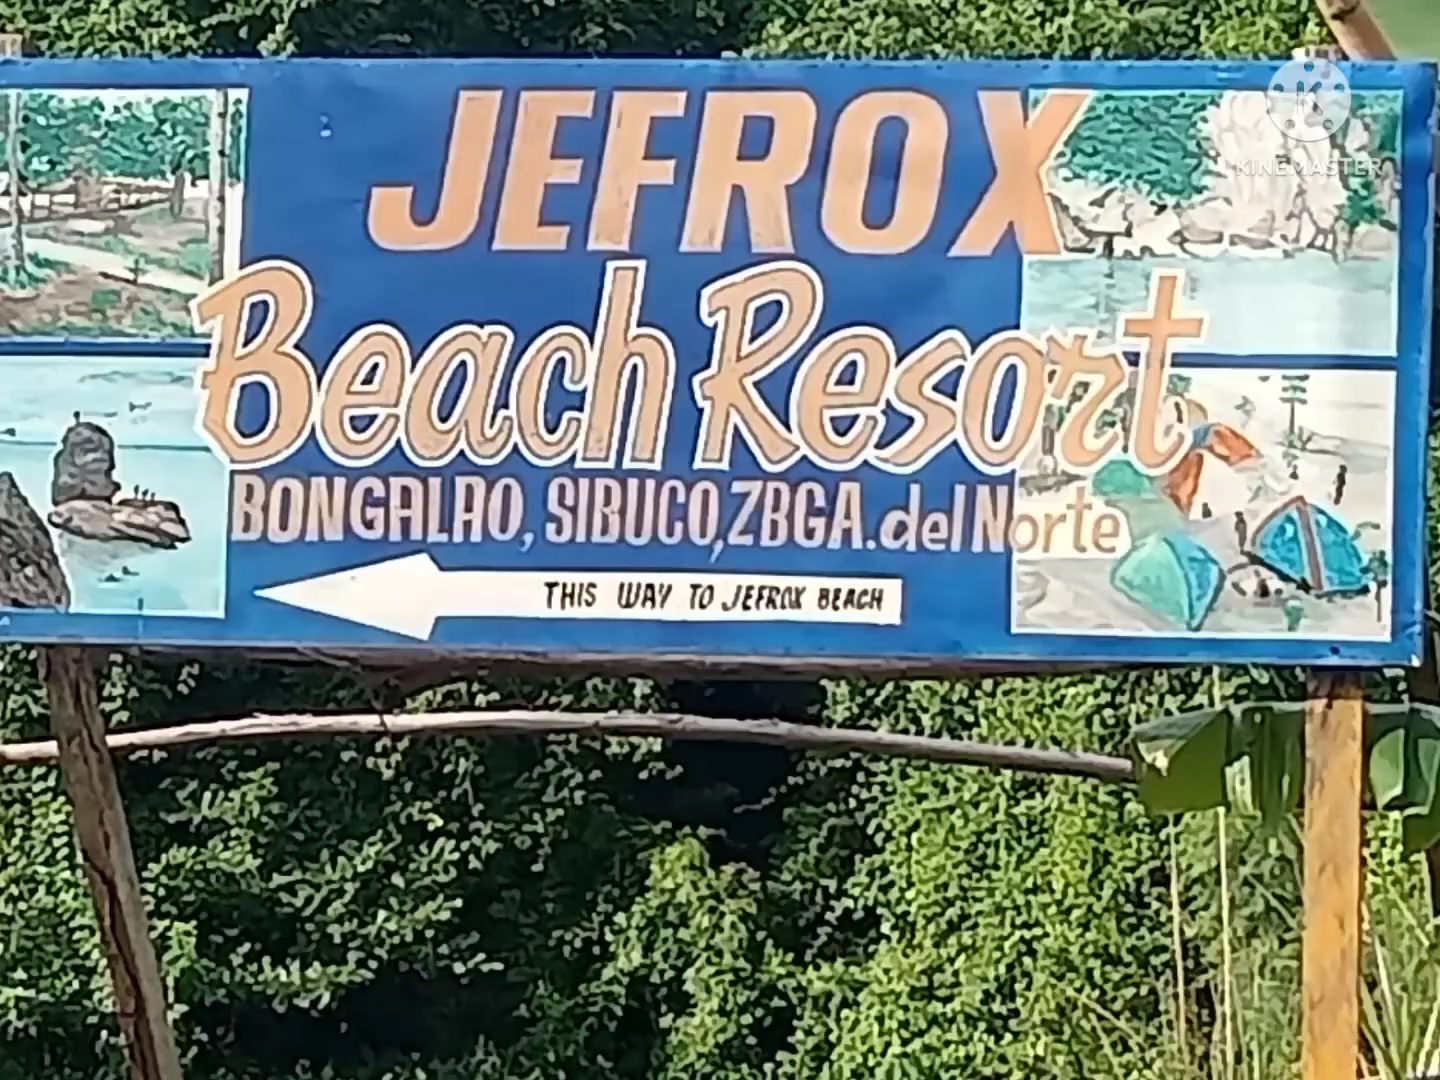 JEFROX
KINEMASTER
Beach Resort
BONGALAO, SIBUCO, ZBGA. del Norte
THIS WAY TO JEFROX BEACH